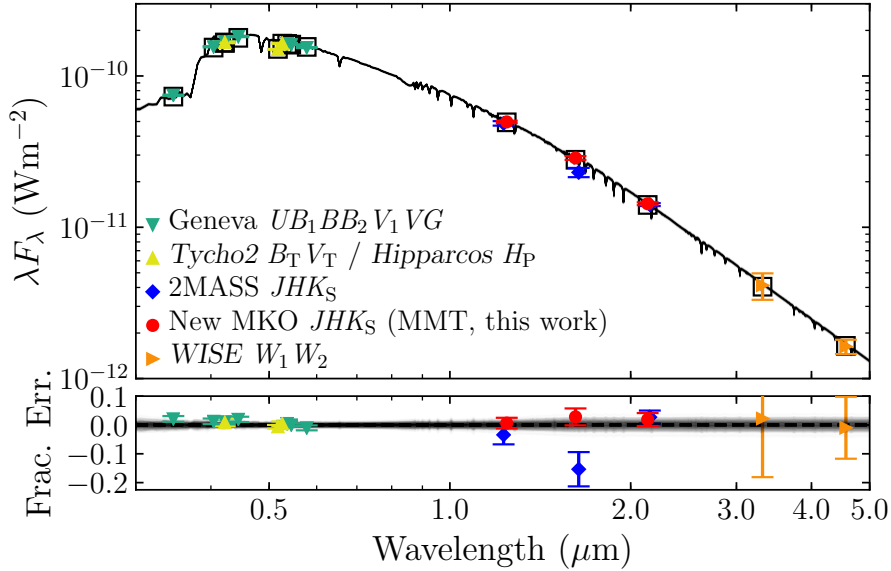 10⁻¹⁰
10⁻¹¹
10⁻¹²
λF_λ (Wm⁻²)
Geneva UB₁BB₂V₁VG
Tycho2 B_T V_T / Hipparcos H_P
2MASS JHK_S
New MKO JHK_S (MMT, this work)
WISE W₁W₂
0.1
0.0
−0.1
−0.2
Frac. Err.
0.5 1.0 2.0 3.0 4.0 5.0
Wavelength (μm)